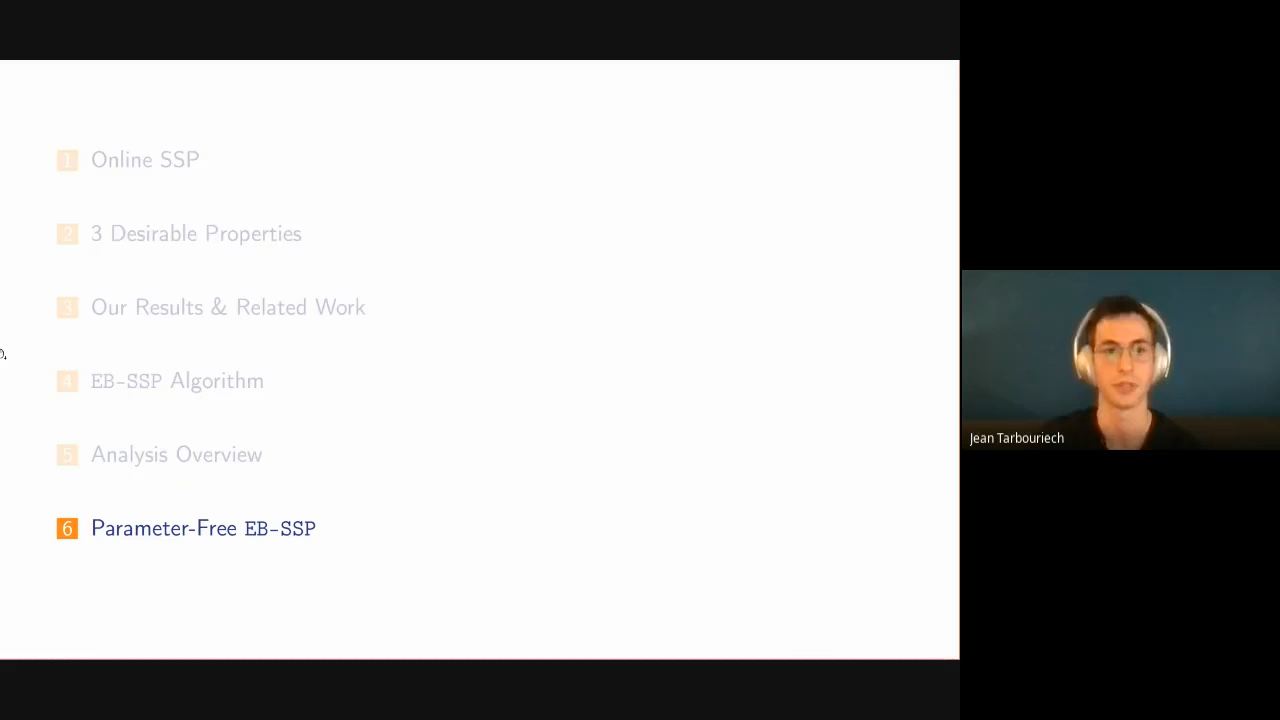 1 Online SSP
2 3 Desirable Properties
3 Our Results & Related Work
4 EB-SSP Algorithm
5 Analysis Overview
6 Parameter-Free EB-SSP
Jean Tarbouriech